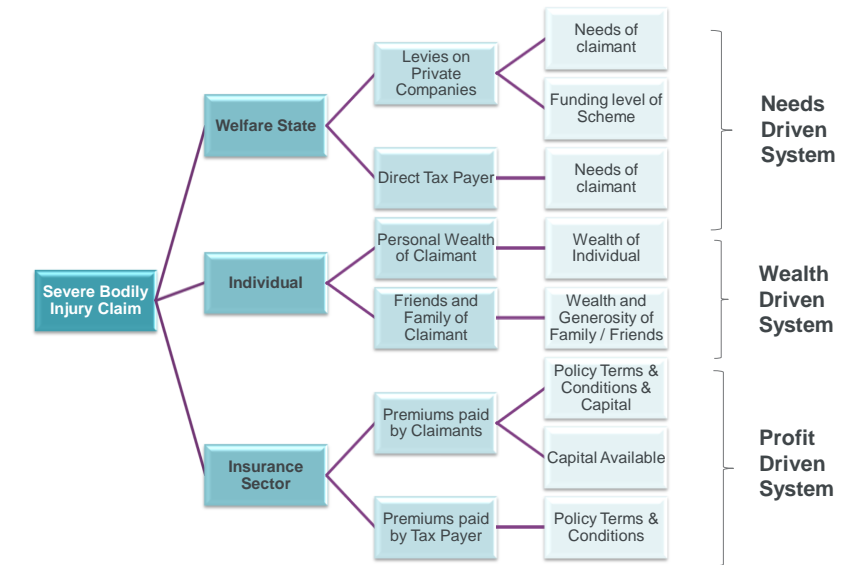 Severe Bodily
Injury Claim
Welfare State
Levies on
Private
Companies
Needs of
claimant
Funding level of
Scheme
Direct Tax Payer
Needs of
claimant
Needs
Driven
System
Individual
Personal Wealth
of Claimant
Wealth of
Individual
Friends and
Family of
Claimant
Wealth and
Generosity of
Family / Friends
Wealth
Driven
System
Insurance
Sector
Premiums paid
by Claimants
Policy Terms &
Conditions &
Capital
Capital Available
Premiums paid
by Tax Payer
Policy Terms &
Conditions
Profit
Driven
System